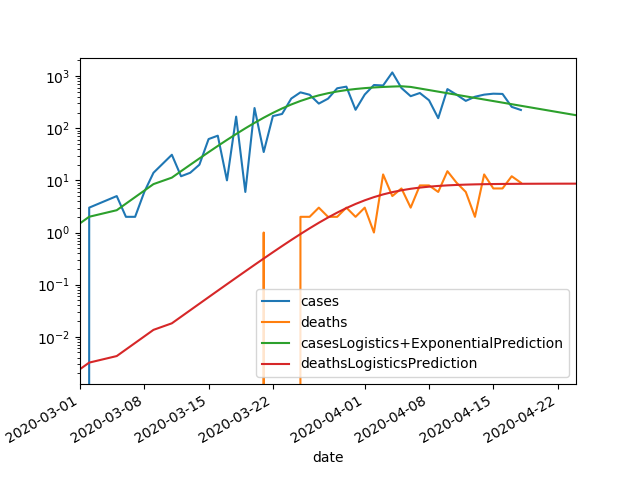 10³
10²
10¹
10⁰
10⁻¹
10⁻²
cases
deaths
casesLogistics+ExponentialPrediction
deathsLogisticsPrediction
2020-03-01
2020-03-08
2020-03-15
2020-03-22
2020-04-01
2020-04-08
2020-04-15
2020-04-22
date